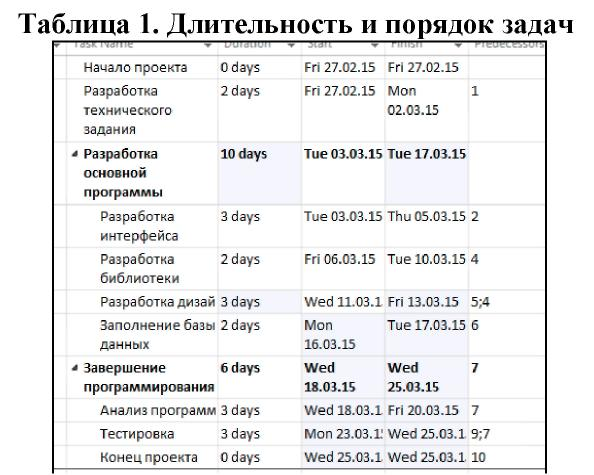 Таблица 1. Длительность и порядок задач
Task Name Duration Start Finish Predecessors
Начало проекта 0 days Fri 27.02.15 Fri 27.02.15
Разработка 2 days Fri 27.02.15 Mon 1
технического 02.03.15
задания
Разработка 10 days Tue 03.03.15 Tue 17.03.15
основной
программы
Разработка 3 days Tue 03.03.15 Thu 05.03.15 2
интерфейса
Разработка 2 days Fri 06.03.15 Tue 10.03.15 4
библиотеки
Разработка дизай 3 days Wed 11.03.1 Fri 13.03.15 5;4
Заполнение базы 2 days Mon Tue 17.03.15 6
данных 16.03.15
Завершение 6 days Wed Wed 7
программирования 18.03.15 25.03.15
Анализ программ 3 days Wed 18.03.1 Fri 20.03.15 7
Тестировка 3 days Mon 23.03.1 Wed 25.03.1 9;7
Конец проекта 0 days Wed 25.03.1 Wed 25.03.1 10